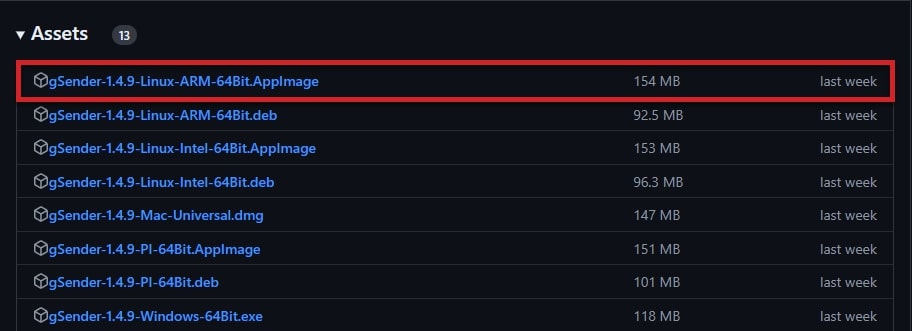 ▾ Assets 13
gSender-1.4.9-Linux-ARM-64Bit.AppImage 154 MB last week
gSender-1.4.9-Linux-ARM-64Bit.deb 92.5 MB last week
gSender-1.4.9-Linux-Intel-64Bit.AppImage 153 MB last week
gSender-1.4.9-Linux-Intel-64Bit.deb 96.3 MB last week
gSender-1.4.9-Mac-Universal.dmg 147 MB last week
gSender-1.4.9-PI-64Bit.AppImage 151 MB last week
gSender-1.4.9-PI-64Bit.deb 101 MB last week
gSender-1.4.9-Windows-64Bit.exe 118 MB last week